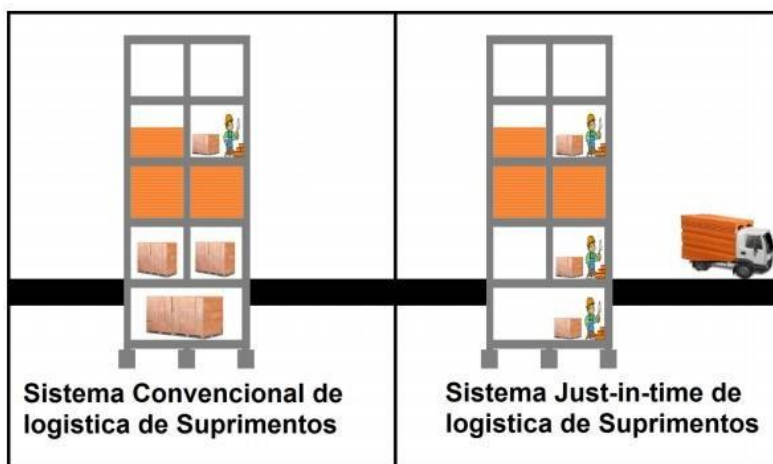 Sistema Convencional de
logistica de Suprimentos
Sistema Just-in-time de
logistica de Suprimentos